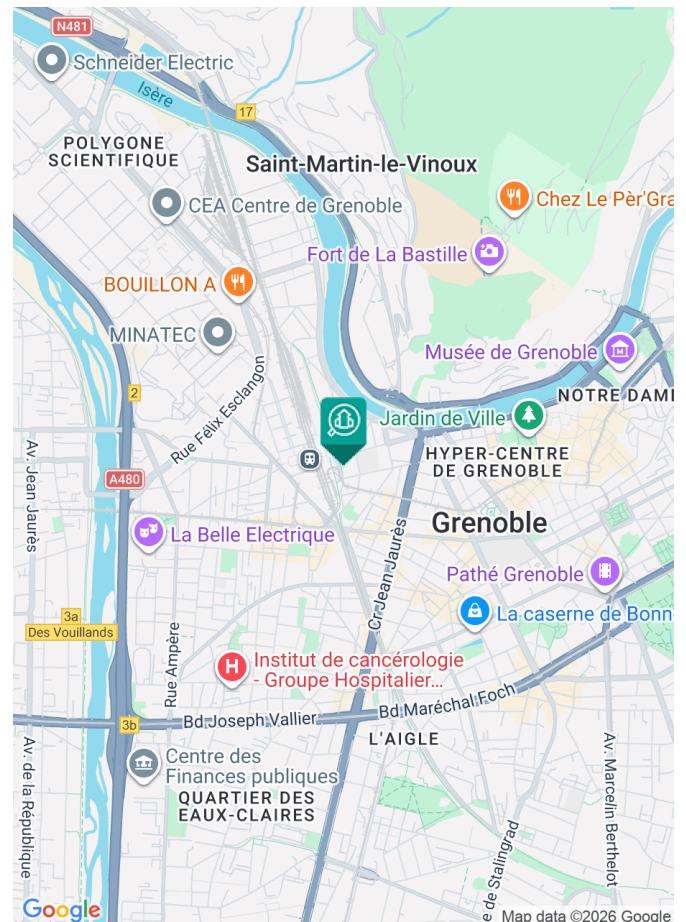 N481
Schneider Electric
Isère
17
POLYGONE
SCIENTIFIQUE
Saint-Martin-le-Vinoux
CEA Centre de Grenoble
Chez Le Pèr'Gra
Fort de La Bastille
BOUILLON A
MINATEC
Musée de Grenoble
2
Rue Félix Esclangon
NOTRE DAME
Jardin de Ville
HYPER-CENTRE
DE GRENOBLE
Av. Jean Jaurès
A480
Grenoble
La Belle Electrique
Cr Jean Jaurès
Pathé Grenoble
La caserne de Bonn
3a
Des Vouillands
Rue Ampère
H
Institut de cancérologie
- Groupe Hospitalier...
Bd Maréchal Foch
3b
Bd Joseph Vallier
L'AIGLE
Centre des
Finances publiques
Av. de la République
QUARTIER DES
EAUX-CLAIRES
Av. Marcelin Berthelot
e de Stalingrad
Google
Map data ©2026 Google